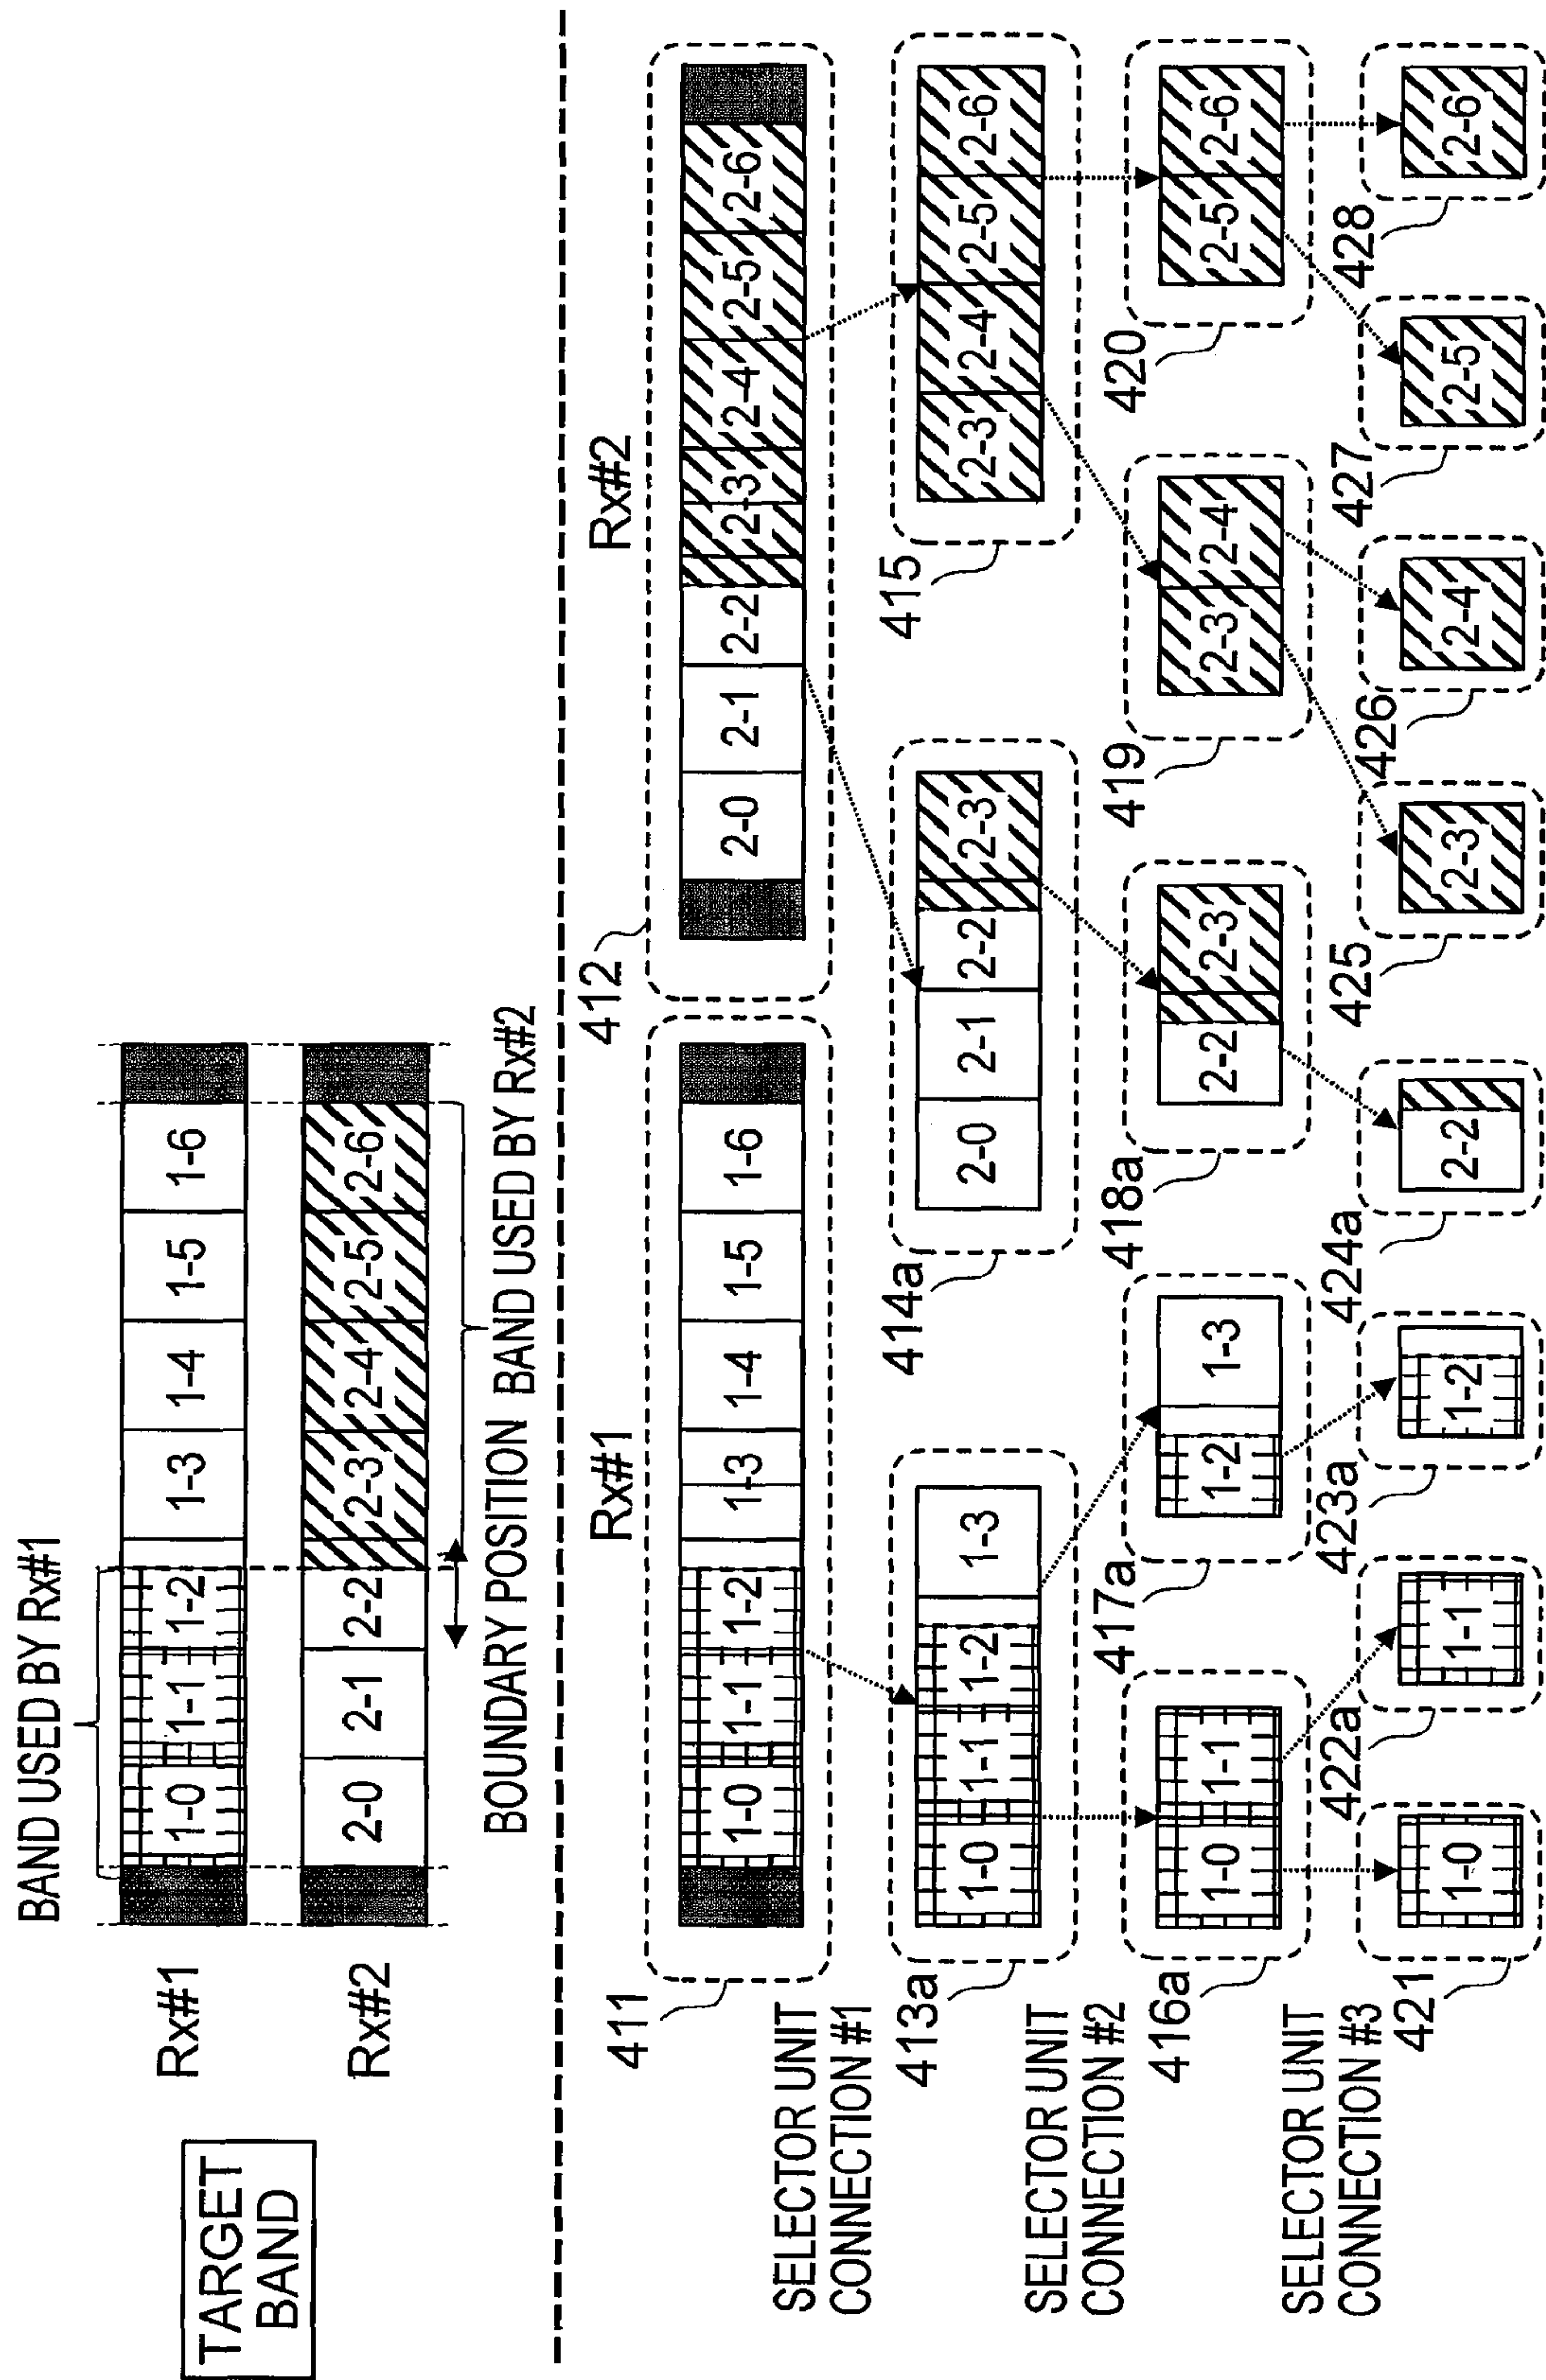 TARGET
BAND
BAND USED BY Rx#1
Rx#1
1-0 1-1 1-2 1-3 1-4 1-5 1-6
Rx#2
2-0 2-1 2-2 2-3 2-4 2-5 2-6
BOUNDARY POSITION BAND USED BY Rx#2
Rx#1
Rx#2
411
1-0 1-1 1-2 1-3 1-4 1-5 1-6
412
2-0 2-1 2-2 2-3 2-4 2-5 2-6
SELECTOR UNIT
CONNECTION #1
413a
1-0 1-1 1-2 1-3
414a
2-0 2-1 2-2 2-3
415
2-3 2-4 2-5 2-6
SELECTOR UNIT
CONNECTION #2
416a
1-0 1-1
417a
1-2 1-3
418a
2-2 2-3
419
2-3 2-4
420
2-5 2-6
SELECTOR UNIT
CONNECTION #3
421
1-0
422a
1-1
423a
1-2
424a
2-2
425
2-3
426
2-4
427
2-5
428
2-6